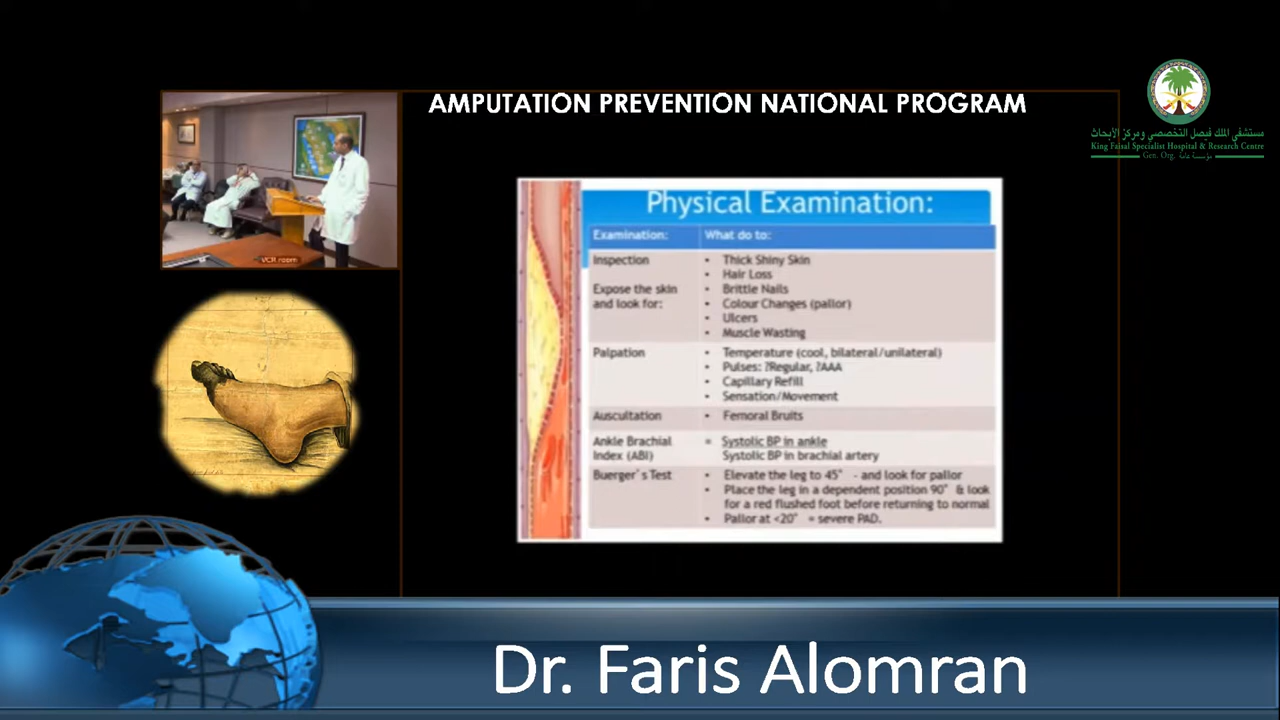 AMPUTATION PREVENTION NATIONAL PROGRAM
مستشفى الملك فيصل التخصصي ومركز الأبحاث
King Faisal Specialist Hospital & Research Centre
Gen. Org. مؤسسة عامة
VCR room
Physical Examination:
Examination: What do to:
Inspection • Thick Shiny Skin
• Hair Loss
Expose the skin • Brittle Nails
and look for: • Colour Changes (pallor)
• Ulcers
• Muscle Wasting
Palpation • Temperature (cool, bilateral/unilateral)
• Pulses: ?Regular, ?AAA
• Capillary Refill
• Sensation/Movement
Auscultation • Femoral Bruits
Ankle Brachial = Systolic BP in ankle
Index (ABI) Systolic BP in brachial artery
Buerger's Test • Elevate the leg to 45° - and look for pallor
• Place the leg in a dependent position 90° & look
for a red flushed foot before returning to normal
• Pallor at <20° = severe PAD.
Dr. Faris Alomran